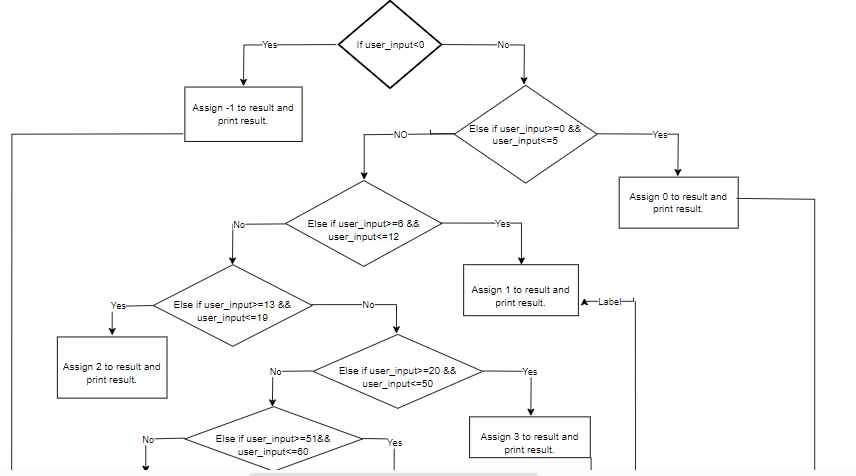 If user_input<0
Yes
No
Assign -1 to result and
print result.
Else if user_input>=0 &&
user_input<=5
NO
Yes
Assign 0 to result and
print result.
Else if user_input>=6 &&
user_input<=12
No
Yes
Assign 1 to result and
print result.
Label
Else if user_input>=13 &&
user_input<=19
Yes
No
Assign 2 to result and
print result.
Else if user_input>=20 &&
user_input<=50
No
Yes
Assign 3 to result and
print result.
Else if user_input>=51&&
user_input<=60
No
Yes